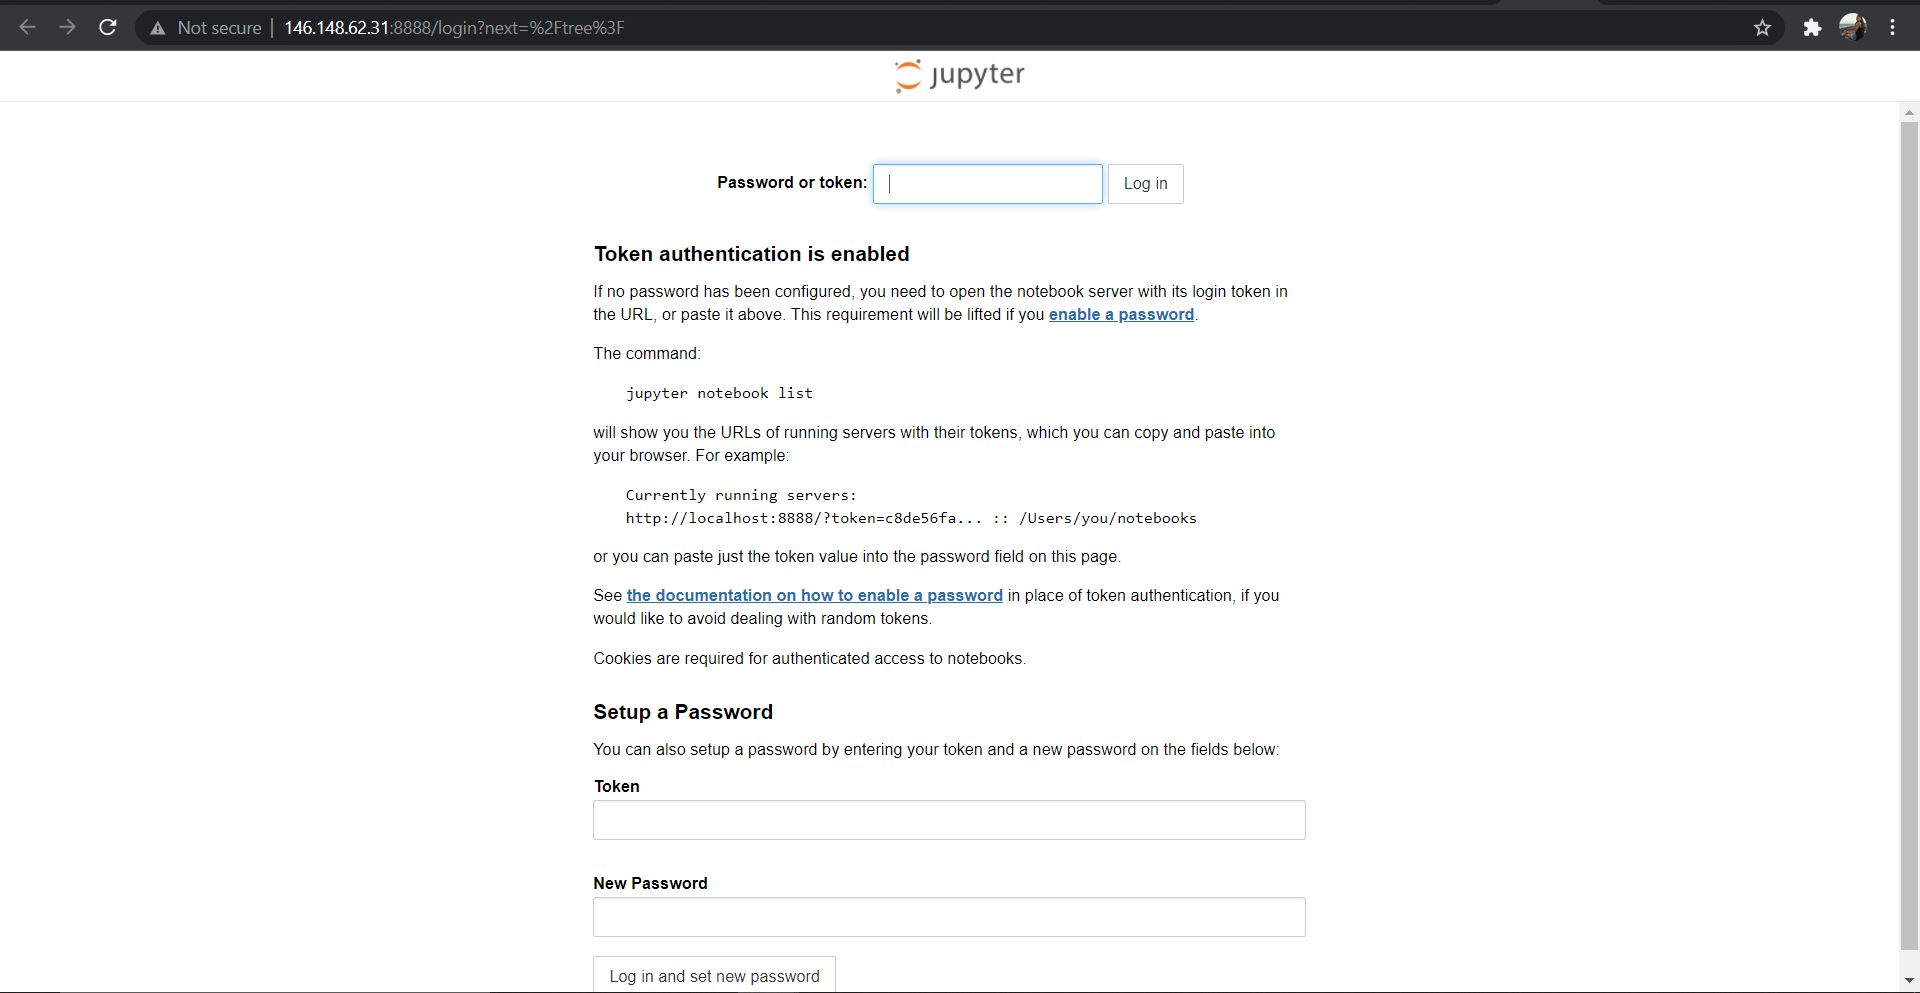 Not secure | 146.148.62.31:8888/login?next=%2Ftree%3F
jupyter
Password or token:
Log in
Token authentication is enabled
If no password has been configured, you need to open the notebook server with its login token in
the URL, or paste it above. This requirement will be lifted if you enable a password.
The command:
jupyter notebook list
will show you the URLs of running servers with their tokens, which you can copy and paste into
your browser. For example:
Currently running servers:
http://localhost:8888/?token=c8de56fa... :: /Users/you/notebooks
or you can paste just the token value into the password field on this page.
See the documentation on how to enable a password in place of token authentication, if you
would like to avoid dealing with random tokens.
Cookies are required for authenticated access to notebooks.
Setup a Password
You can also setup a password by entering your token and a new password on the fields below:
Token
New Password
Log in and set new password